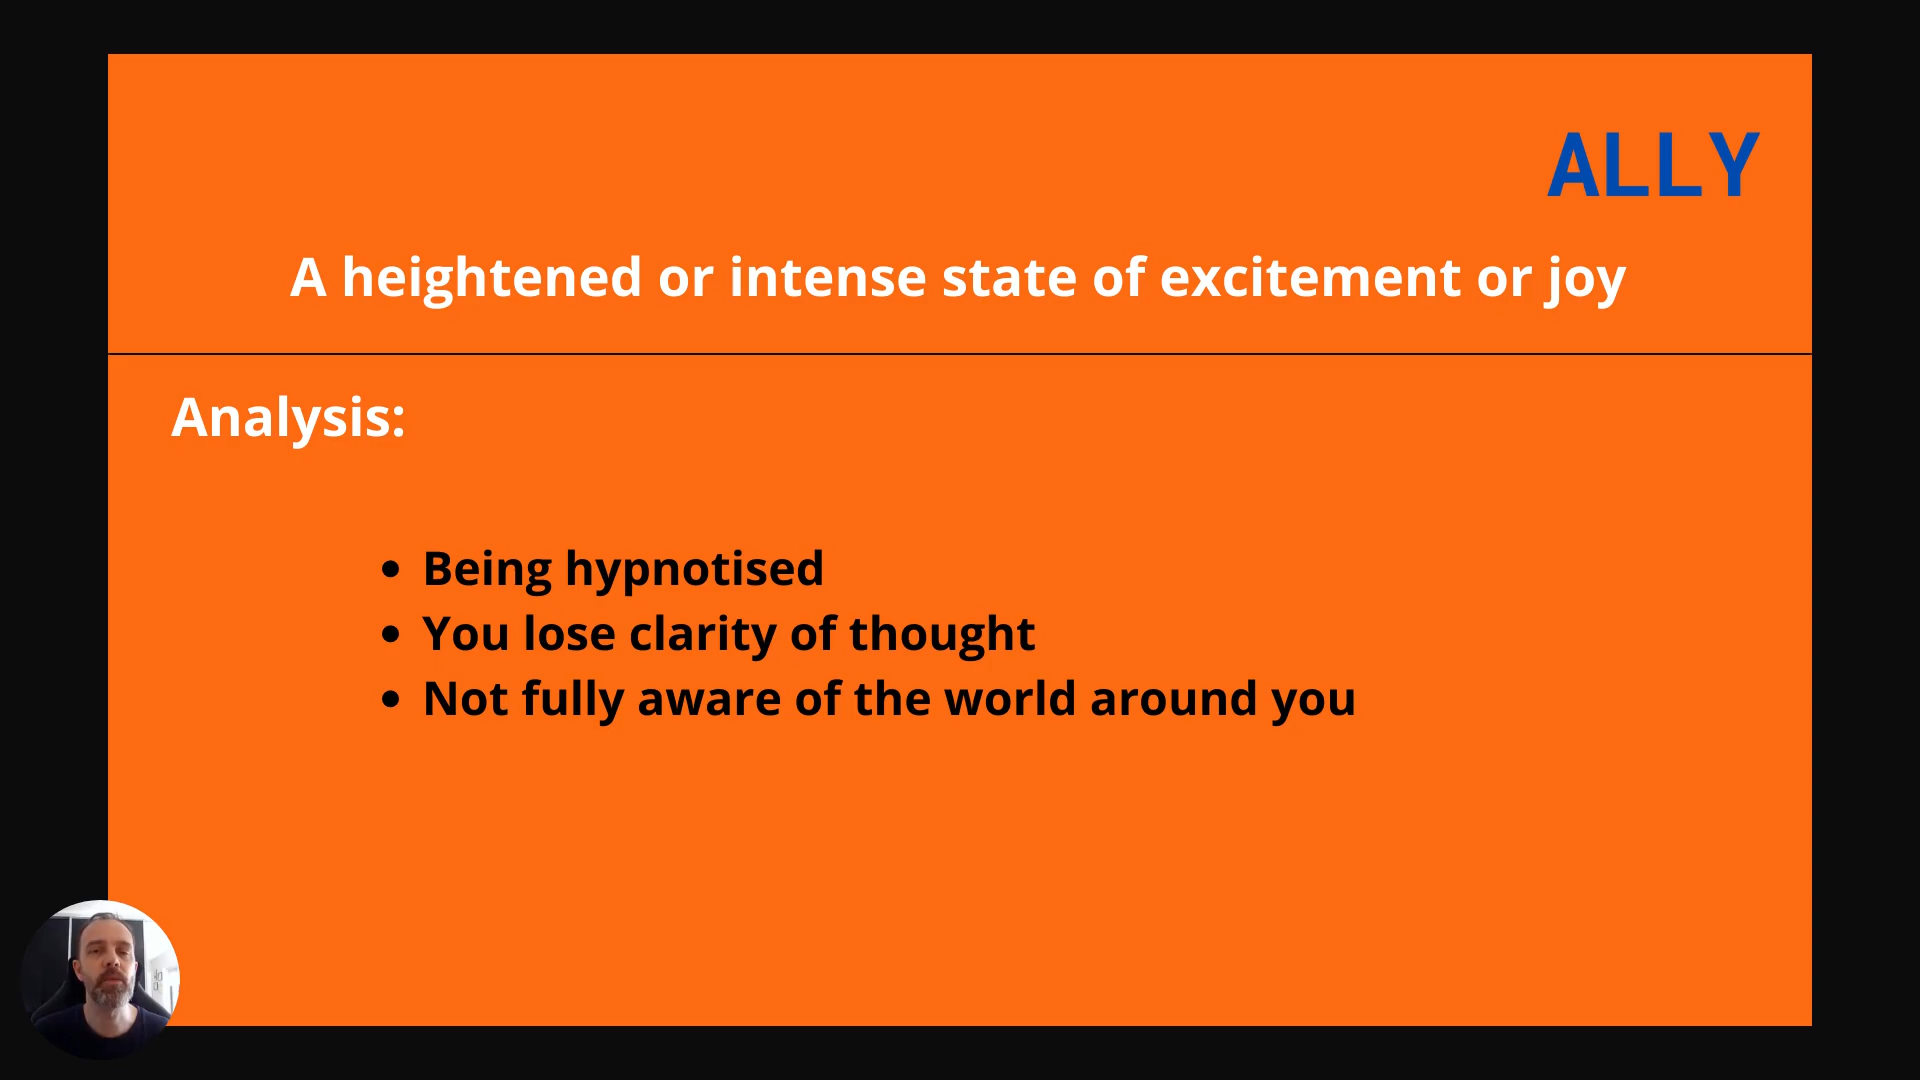 ALLY
A heightened or intense state of excitement or joy
Analysis:
• Being hypnotised
• You lose clarity of thought
• Not fully aware of the world around you